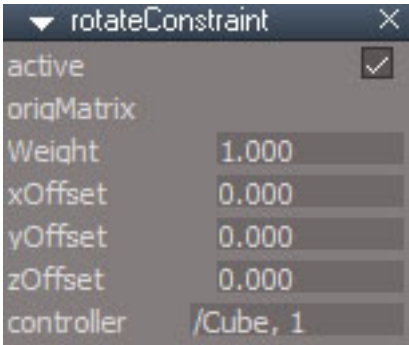 rotateConstraint
active
origMatrix
Weight 1.000
xOffset 0.000
yOffset 0.000
zOffset 0.000
controller /Cube, 1